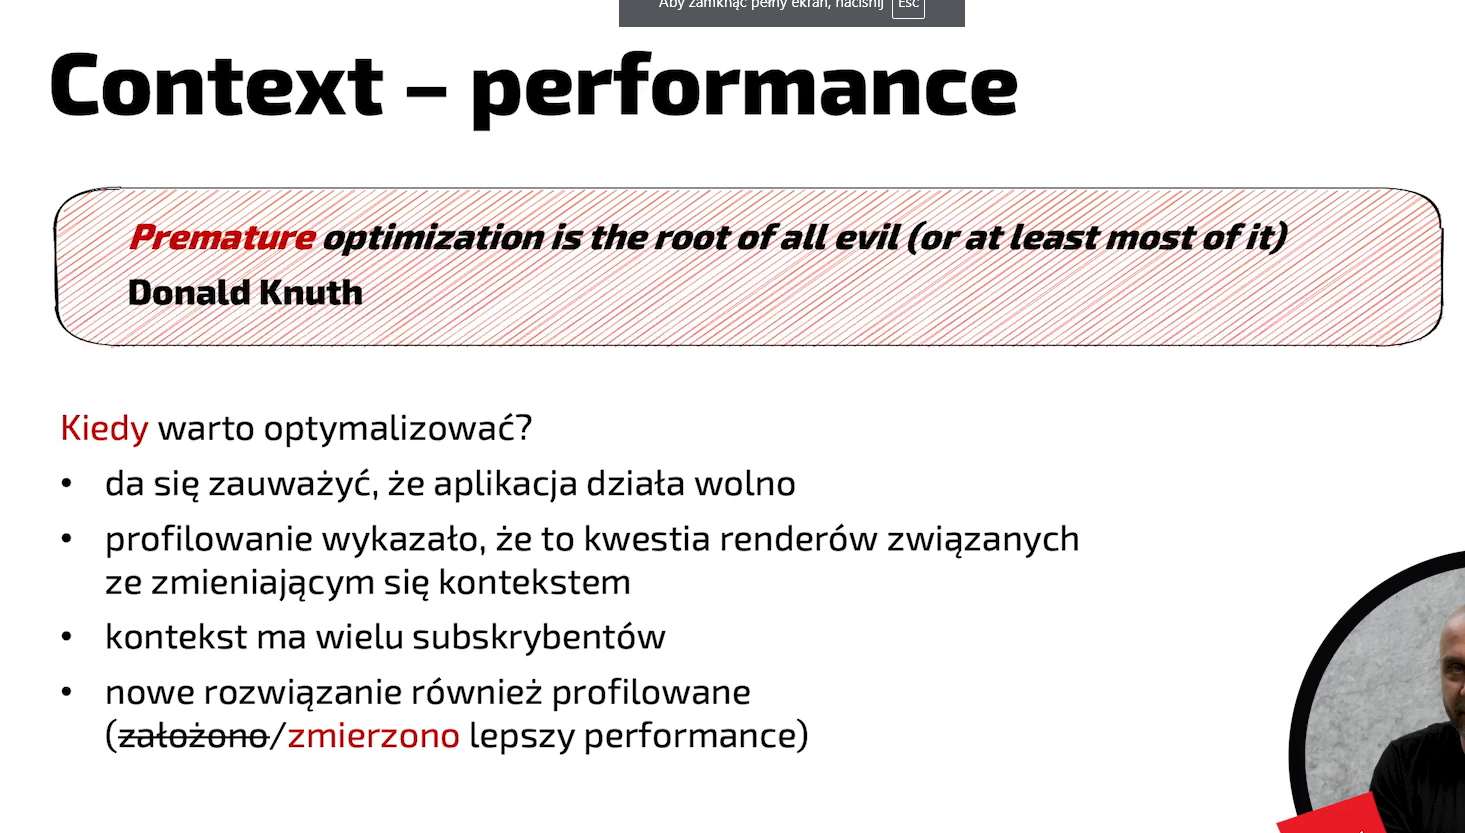 Aby zamknąć pełny ekran, naciśnij Esc
Context – performance
Premature optimization is the root of all evil (or at least most of it)
Donald Knuth
Kiedy warto optymalizować?
• da się zauważyć, że aplikacja działa wolno
• profilowanie wykazało, że to kwestia renderów związanych
ze zmieniającym się kontekstem
• kontekst ma wielu subskrybentów
• nowe rozwiązanie również profilowane
(założono/zmierzono lepszy performance)